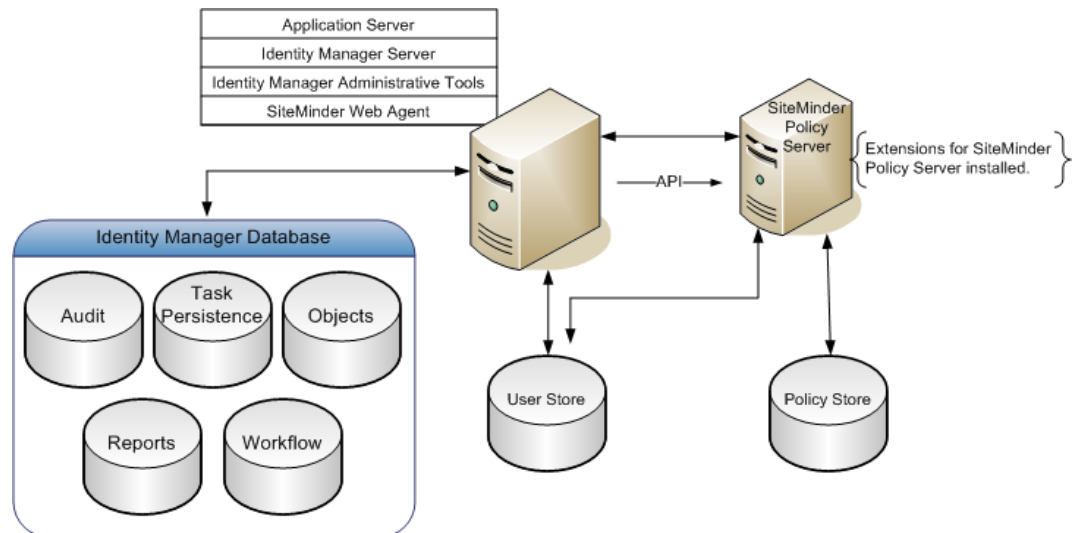 Application Server
Identity Manager Server
Identity Manager Administrative Tools
SiteMinder Web Agent
SiteMinder
Policy
Server
Extensions for SiteMinder
Policy Server installed.
API
Identity Manager Database
Audit
Task
Persistence
Objects
Reports
Workflow
User Store
Policy Store